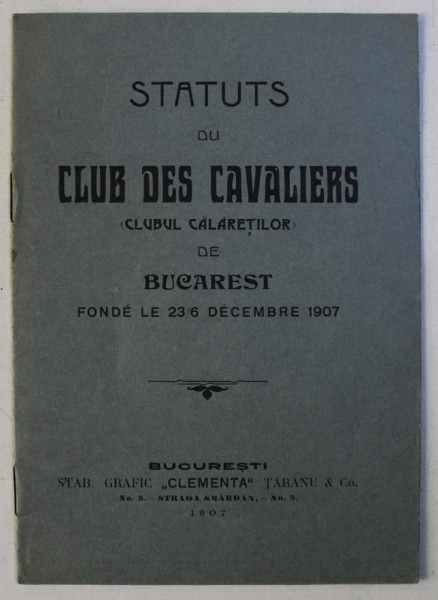 STATUTS
DU
CLUB DES CAVALIERS
(CLUBUL CĂLĂREȚILOR)
DE
BUCAREST
FONDÉ LE 23/6 DÉCEMBRE 1907
BUCUREȘTI
STAB. GRAFIC „CLEMENTA" ȚARANU & Co.
No. 5.—STRADA SMÂRDAN,—No. 5.
1907